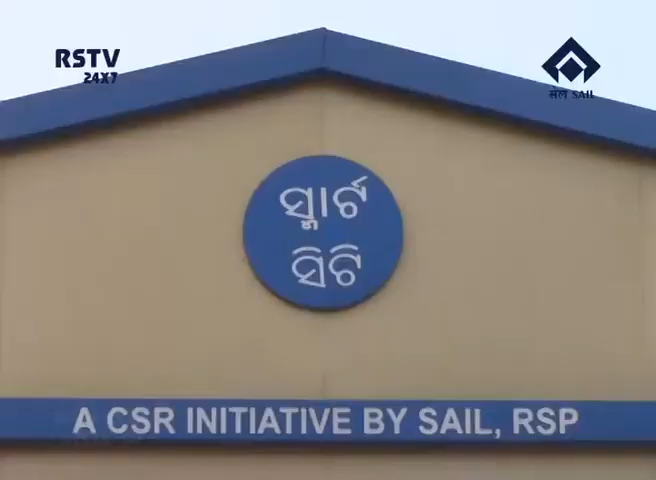 RSTV
24X7
सेल SAIL
ସ୍ମାର୍ଟ
ସିଟି
A CSR INITIATIVE BY SAIL, RSP